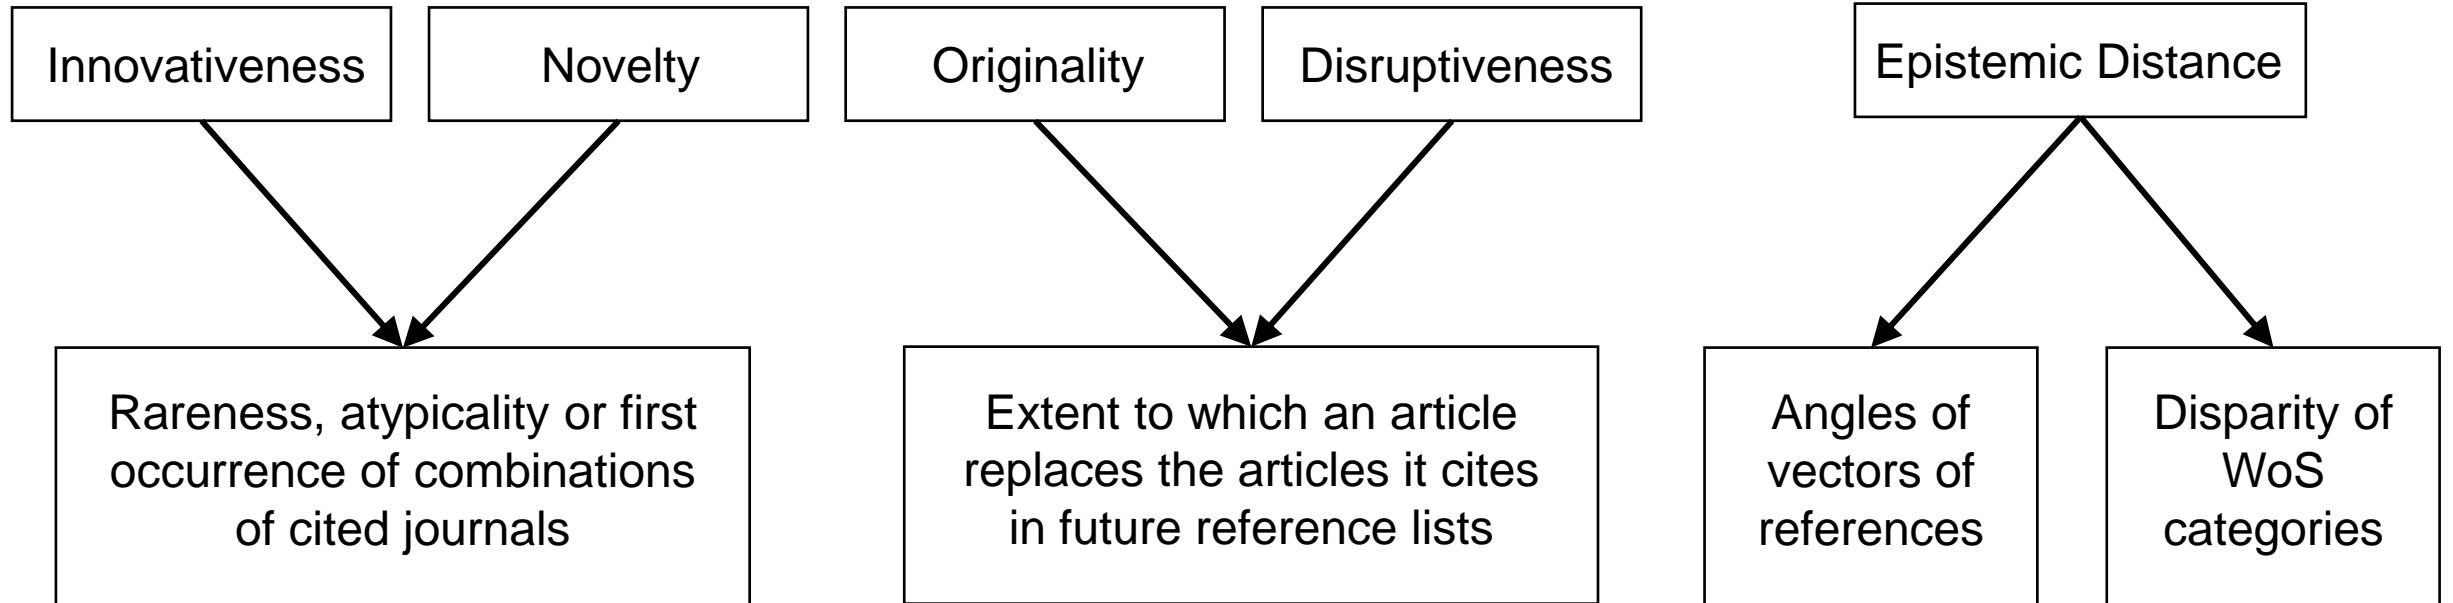 Innovativeness
Novelty
Originality
Disruptiveness
Epistemic Distance
Rareness, atypicality or first
occurrence of combinations
of cited journals
Extent to which an article
replaces the articles it cites
in future reference lists
Angles of
vectors of
references
Disparity of
WoS
categories